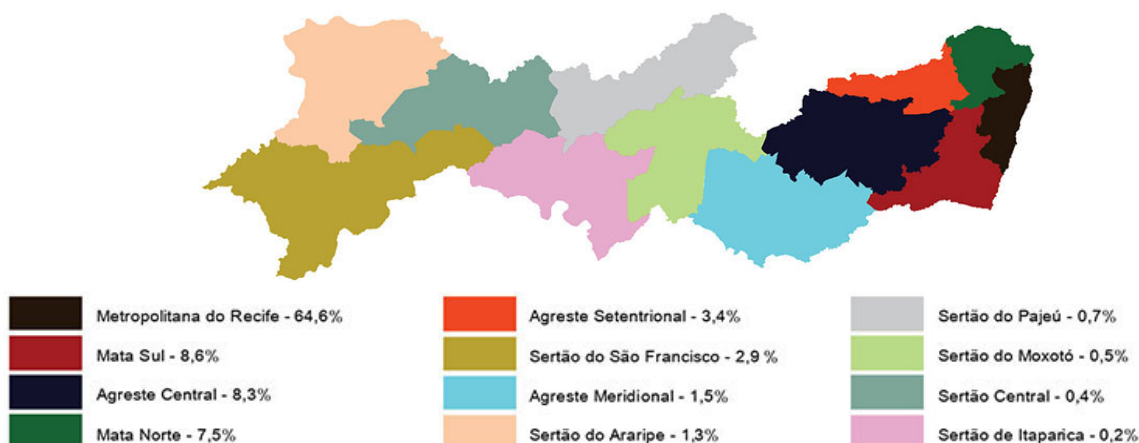 Metropolitana do Recife - 64,6%
Mata Sul - 8,6%
Agreste Central - 8,3%
Mata Norte - 7,5%
Agreste Setentrional - 3,4%
Sertão do São Francisco - 2,9 %
Agreste Meridional - 1,5%
Sertão do Araripe - 1,3%
Sertão do Pajeú - 0,7%
Sertão do Moxotó - 0,5%
Sertão Central - 0,4%
Sertão de Itaparica - 0,2%